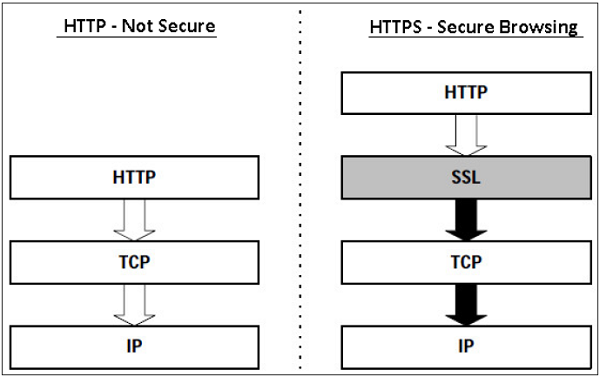 HTTP - Not Secure
HTTP
TCP
IP
HTTPS - Secure Browsing
HTTP
SSL
TCP
IP